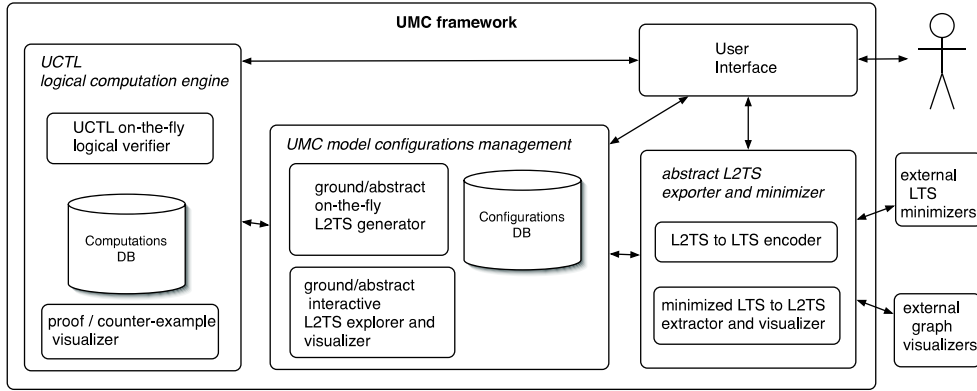 UMC framework
UCTL
logical computation engine
UCTL on-the-fly
logical verifier
Computations
DB
proof / counter-example
visualizer
UMC model configurations management
ground/abstract
on-the-fly
L2TS generator
Configurations
DB
ground/abstract
interactive
L2TS explorer and
visualizer
User
Interface
abstract L2TS
exporter and minimizer
L2TS to LTS encoder
minimized LTS to L2TS
extractor and visualizer
external
LTS
minimizers
external
graph
visualizers